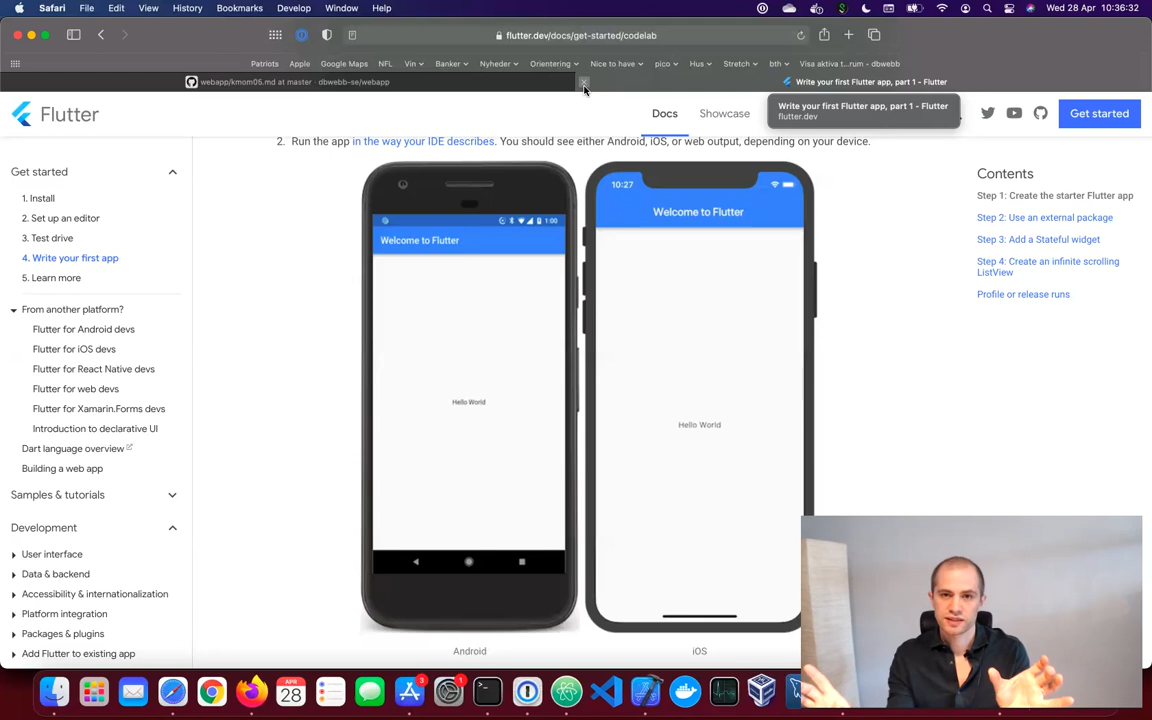 Safari File Edit View History Bookmarks Develop Window Help
Wed 28 Apr 10:36:32
flutter.dev/docs/get-started/codelab
Patriots Apple Google Maps NFL Vin Banker Nyheder Orientering Nice to have pico Hus Stretch bth Visa aktiva t...rum - dbwebb
webapp/kmom05.md at master · dbwebb-se/webapp
Write your first Flutter app, part 1 - Flutter
Flutter
Docs
Showcase
Write your first Flutter app, part 1 - Flutter
flutter.dev
Get started
2. Run the app in the way your IDE describes. You should see either Android, iOS, or web output, depending on your device.
Get started
1. Install
2. Set up an editor
3. Test drive
4. Write your first app
5. Learn more
From another platform?
Flutter for Android devs
Flutter for iOS devs
Flutter for React Native devs
Flutter for web devs
Flutter for Xamarin.Forms devs
Introduction to declarative UI
Dart language overview
Building a web app
Samples & tutorials
Development
User interface
Data & backend
Accessibility & internationalization
Platform integration
Packages & plugins
Add Flutter to existing app
1:00
Welcome to Flutter
Hello World
Android
10:27
Welcome to Flutter
Hello World
iOS
Contents
Step 1: Create the starter Flutter app
Step 2: Use an external package
Step 3: Add a Stateful widget
Step 4: Create an infinite scrolling
ListView
Profile or release runs
APR
28
3
1